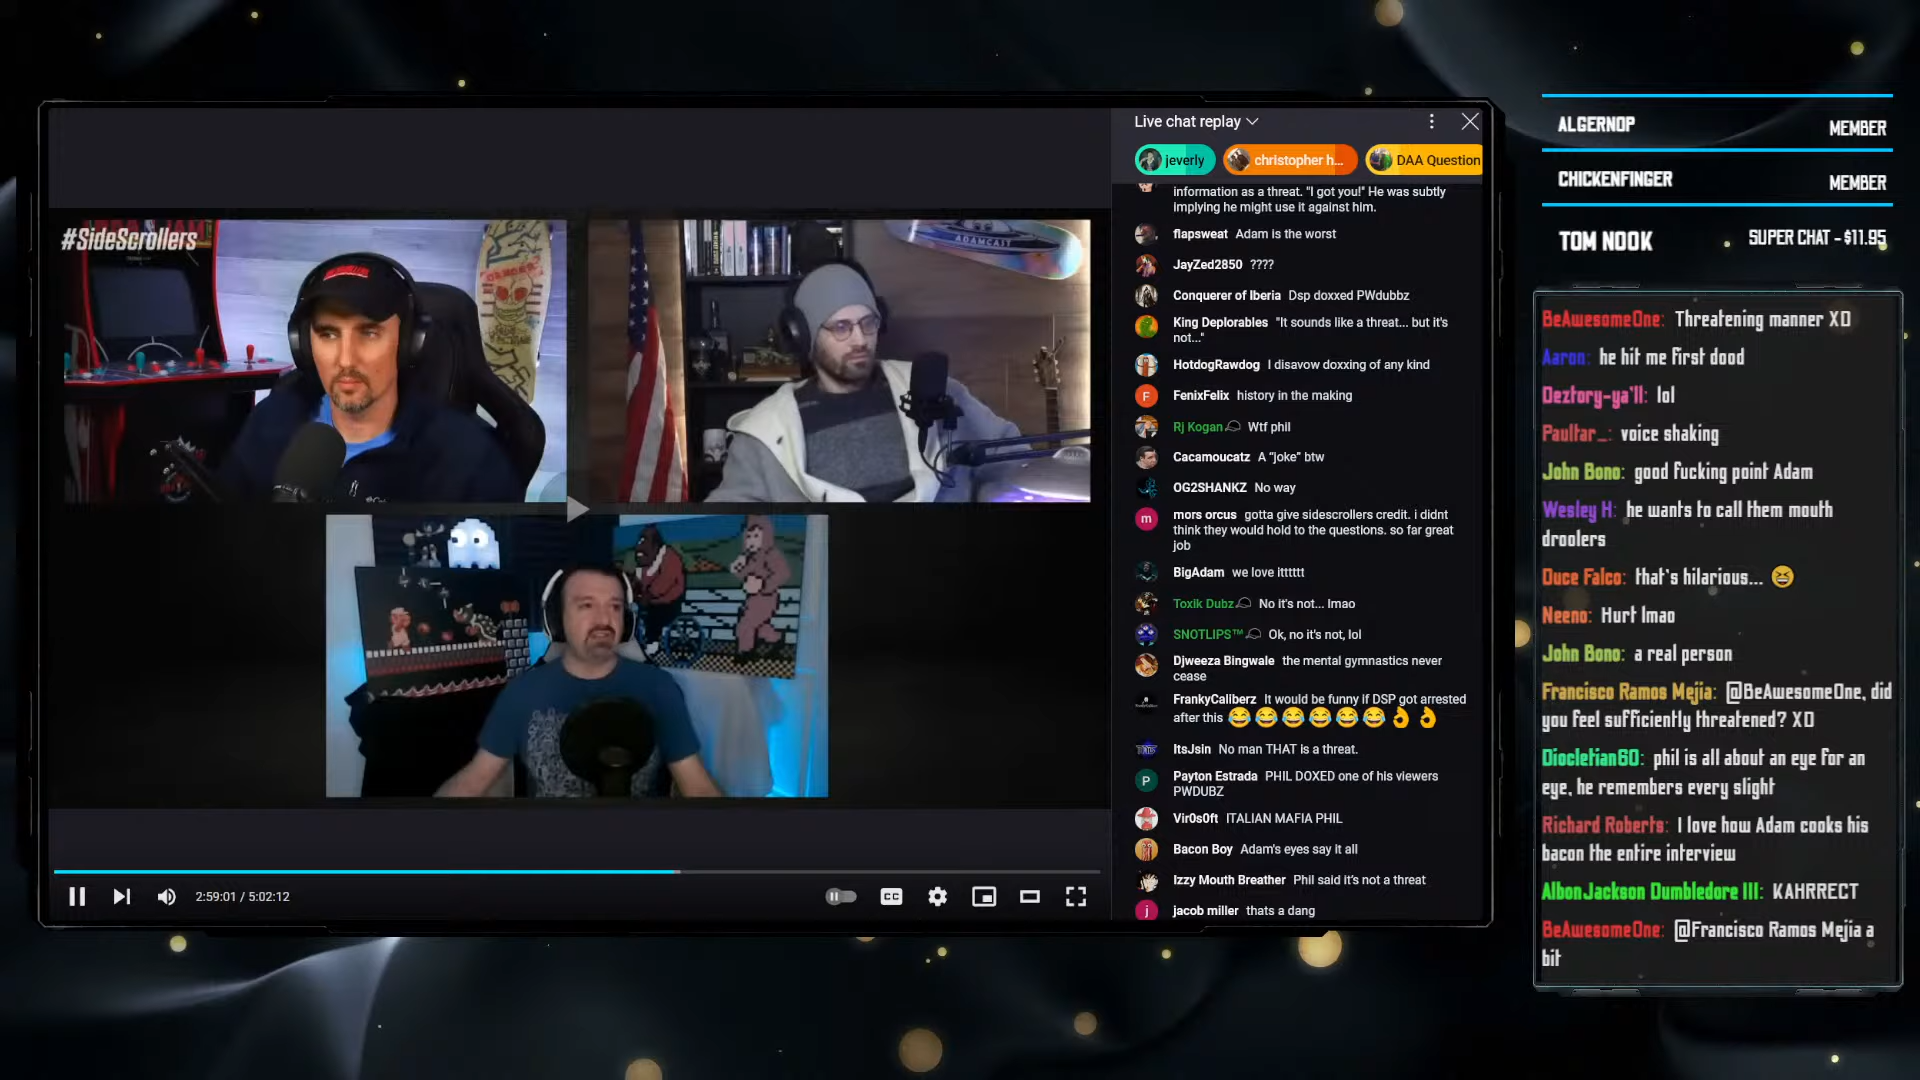 #SideScrollers
ADAMCAST
2:59:01 / 5:02:12
CC
Live chat replay
jeverly
christopher h...
DAA Question
information as a threat. "I got you!" He was subtly
implying he might use it against him.
flapsweat Adam is the worst
JayZed2850 ????
Conquerer of Iberia Dsp doxxed PWdubbz
King Deplorables "It sounds like a threat... but it's
not..."
HotdogRawdog I disavow doxxing of any kind
F
FenixFelix history in the making
Rj Kogan Wtf phil
Cacamoucatz A "joke" btw
OG2SHANKZ No way
m
mors orcus gotta give sidescrollers credit. i didnt
think they would hold to the questions. so far great
job
BigAdam we love itttttt
Toxik Dubz No it's not... lmao
SNOTLIPS™ Ok, no it's not, lol
Djweeza Bingwale the mental gymnastics never
cease
FrankyCaliberz It would be funny if DSP got arrested
after this 😂😂😂😂😂😂👌👌
ItsJsin No man THAT is a threat.
P
Payton Estrada PHIL DOXED one of his viewers
PWDUBZ
Vir0s0ft ITALIAN MAFIA PHIL
Bacon Boy Adam's eyes say it all
Izzy Mouth Breather Phil said it's not a threat
j
jacob miller thats a dang
ALGERNOP MEMBER
CHICKENFINGER MEMBER
TOM NOOK SUPER CHAT - $11.95
BeAwesomeOne: Threatening manner XD
Aaron: he hit me first dood
Deztory-ya'll: lol
Paultar_: voice shaking
John Bono: good fucking point Adam
Wesley H: he wants to call them mouth
droolers
Duce Falco: that's hilarious... 😆
Neeno: Hurt lmao
John Bono: a real person
Francisco Ramos Mejia: @BeAwesomeOne, did
you feel sufficiently threatened? XD
Diocletian60: phil is all about an eye for an
eye, he remembers every slight
Richard Roberts: I love how Adam cooks his
bacon the entire interview
AlbonJackson Dumbledore III: KAHRRECT
BeAwesomeOne: @Francisco Ramos Mejia a
bit